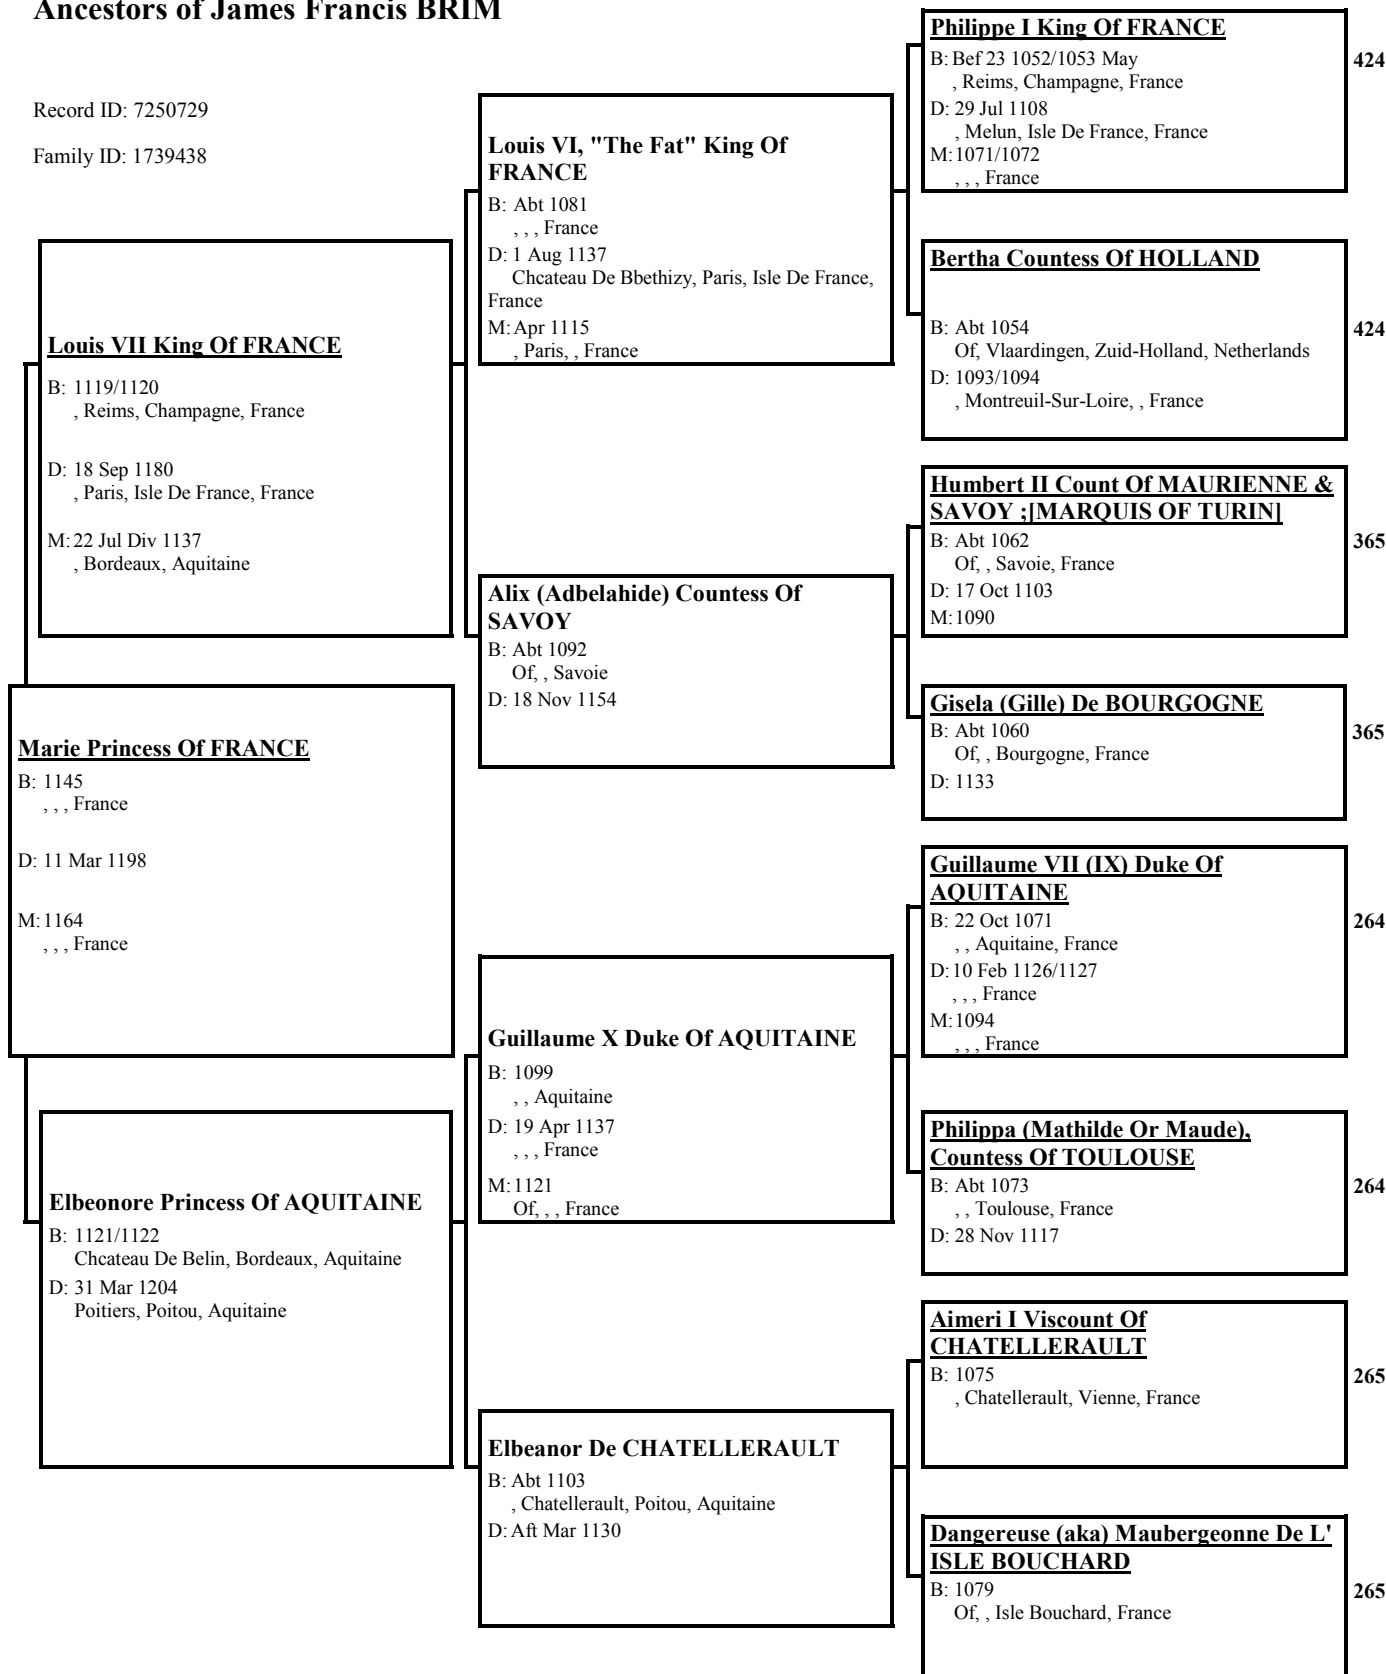 Ancestors of James Francis BRIM
Record ID: 7250729
Family ID: 1739438
Louis VII King Of FRANCE
B: 1119/1120
, Reims, Champagne, France
D: 18 Sep 1180
, Paris, Isle De France, France
M: 22 Jul Div 1137
, Bordeaux, Aquitaine
Marie Princess Of FRANCE
B: 1145
, , , France
D: 11 Mar 1198
M: 1164
, , , France
Elbeonore Princess Of AQUITAINE
B: 1121/1122
Chcateau De Belin, Bordeaux, Aquitaine
D: 31 Mar 1204
Poitiers, Poitou, Aquitaine
Louis VI, "The Fat" King Of
FRANCE
B: Abt 1081
, , , France
D: 1 Aug 1137
Chcateau De Bbethizy, Paris, Isle De France,
France
M: Apr 1115
, Paris, , France
Alix (Adbelahide) Countess Of
SAVOY
B: Abt 1092
Of, , Savoie
D: 18 Nov 1154
Guillaume X Duke Of AQUITAINE
B: 1099
, , Aquitaine
D: 19 Apr 1137
, , , France
M: 1121
Of, , , France
Elbeanor De CHATELLERAULT
B: Abt 1103
, Chatellerault, Poitou, Aquitaine
D: Aft Mar 1130
Philippe I King Of FRANCE
B: Bef 23 1052/1053 May
, Reims, Champagne, France
D: 29 Jul 1108
, Melun, Isle De France, France
M: 1071/1072
, , , France
424
Bertha Countess Of HOLLAND
B: Abt 1054
Of, Vlaardingen, Zuid-Holland, Netherlands
D: 1093/1094
, Montreuil-Sur-Loire, , France
424
Humbert II Count Of MAURIENNE &
SAVOY ;[MARQUIS OF TURIN]
B: Abt 1062
Of, , Savoie, France
D: 17 Oct 1103
M: 1090
365
Gisela (Gille) De BOURGOGNE
B: Abt 1060
Of, , Bourgogne, France
D: 1133
365
Guillaume VII (IX) Duke Of
AQUITAINE
B: 22 Oct 1071
, , Aquitaine, France
D: 10 Feb 1126/1127
, , , France
M: 1094
, , , France
264
Philippa (Mathilde Or Maude),
Countess Of TOULOUSE
B: Abt 1073
, , Toulouse, France
D: 28 Nov 1117
264
Aimeri I Viscount Of
CHATELLERAULT
B: 1075
, Chatellerault, Vienne, France
265
Dangereuse (aka) Maubergeonne De L'
ISLE BOUCHARD
B: 1079
Of, , Isle Bouchard, France
265